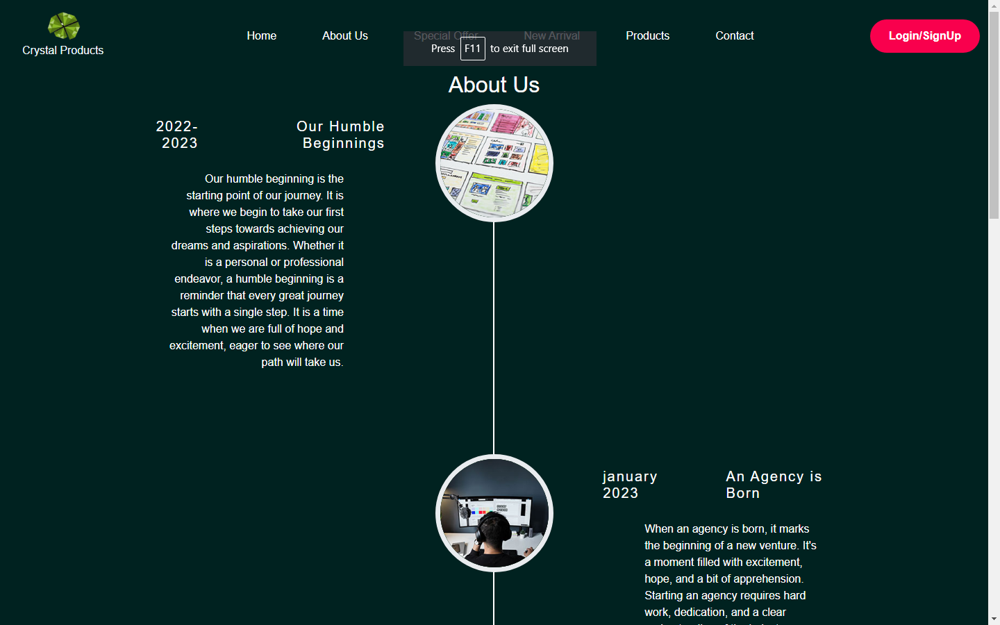 Crystal Products
Home
About Us
Special Offer
New Arrival
Products
Contact
Login/SignUp
Press F11 to exit full screen
About Us
2022-
2023
Our Humble
Beginnings
Our humble beginning is the
starting point of our journey. It is
where we begin to take our first
steps towards achieving our
dreams and aspirations. Whether it
is a personal or professional
endeavor, a humble beginning is a
reminder that every great journey
starts with a single step. It is a time
when we are full of hope and
excitement, eager to see where our
path will take us.
january
2023
An Agency is
Born
When an agency is born, it marks
the beginning of a new venture. It's
a moment filled with excitement,
hope, and a bit of apprehension.
Starting an agency requires hard
work, dedication, and a clear